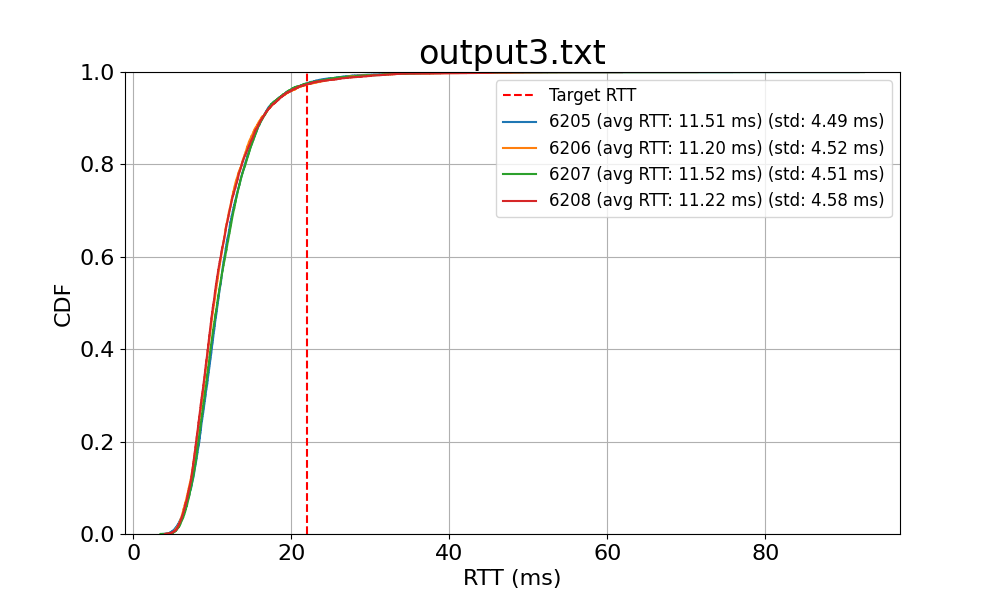 output3.txt
1.0
0.8
0.6
0.4
0.2
0.0
CDF
Target RTT
6205 (avg RTT: 11.51 ms) (std: 4.49 ms)
6206 (avg RTT: 11.20 ms) (std: 4.52 ms)
6207 (avg RTT: 11.52 ms) (std: 4.51 ms)
6208 (avg RTT: 11.22 ms) (std: 4.58 ms)
0 20 40 60 80
RTT (ms)